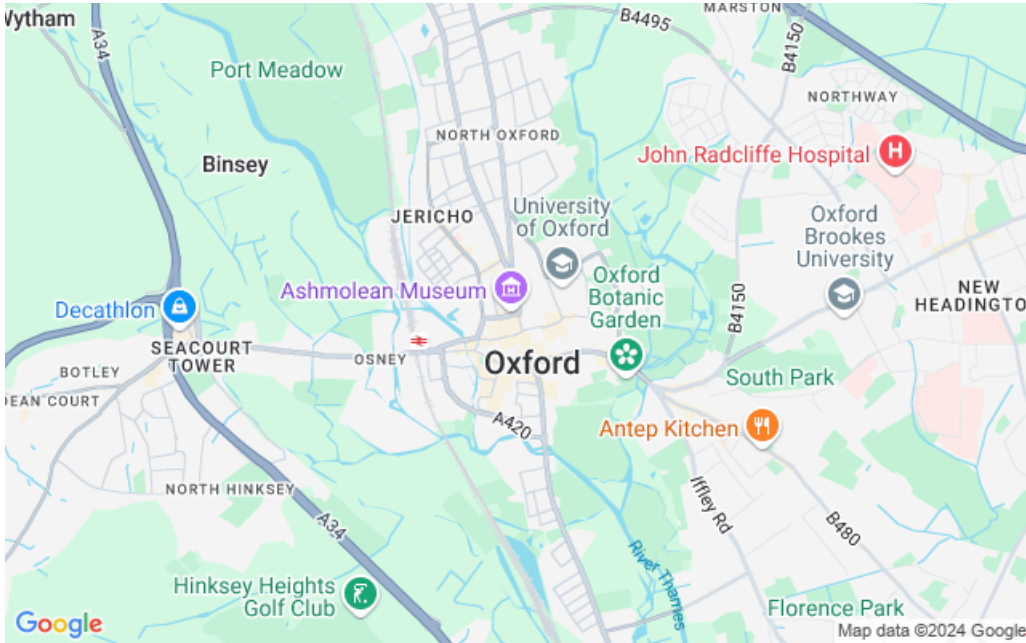 Wytham
A34
MARSTON
B4495
B4150
Port Meadow
NORTHWAY
NORTH OXFORD
Binsey
John Radcliffe Hospital
H
JERICHO
University
of Oxford
Oxford
Brookes
University
Ashmolean Museum
Oxford
Botanic
Garden
Decathlon
NEW
HEADINGTO
B4150
SEACOURT
TOWER
OSNEY
Oxford
BOTLEY
DEAN COURT
South Park
A420
Antep Kitchen
NORTH HINKSEY
Iffley Rd
A34
B480
River Thames
Hinksey Heights
Golf Club
Florence Park
Google
Map data ©2024 Google